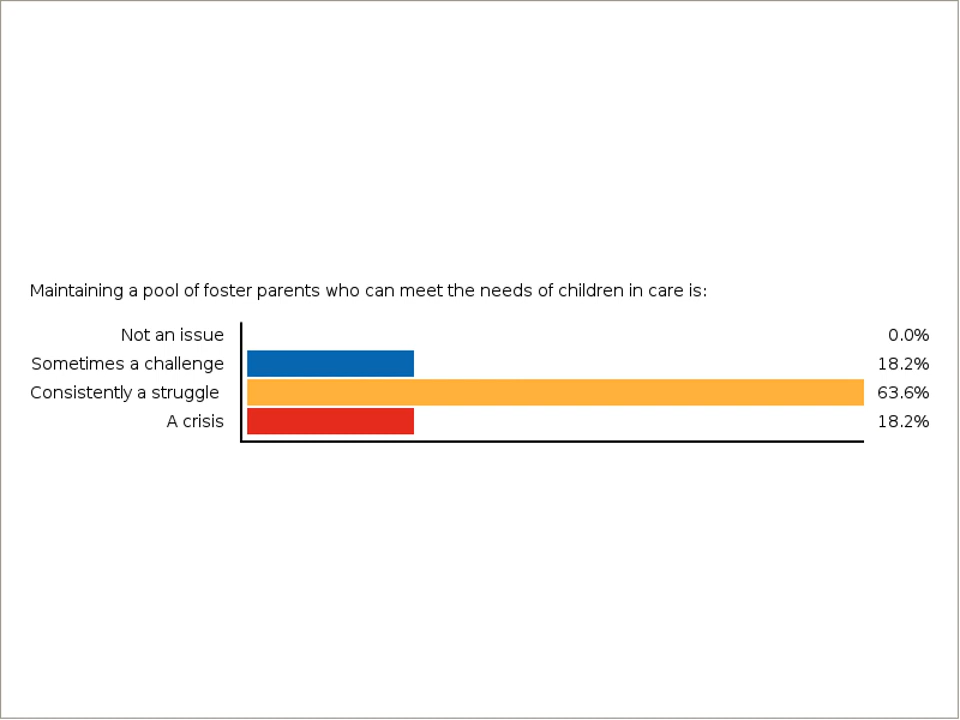 Maintaining a pool of foster parents who can meet the needs of children in care is:
Not an issue 0.0%
Sometimes a challenge 18.2%
Consistently a struggle 63.6%
A crisis 18.2%